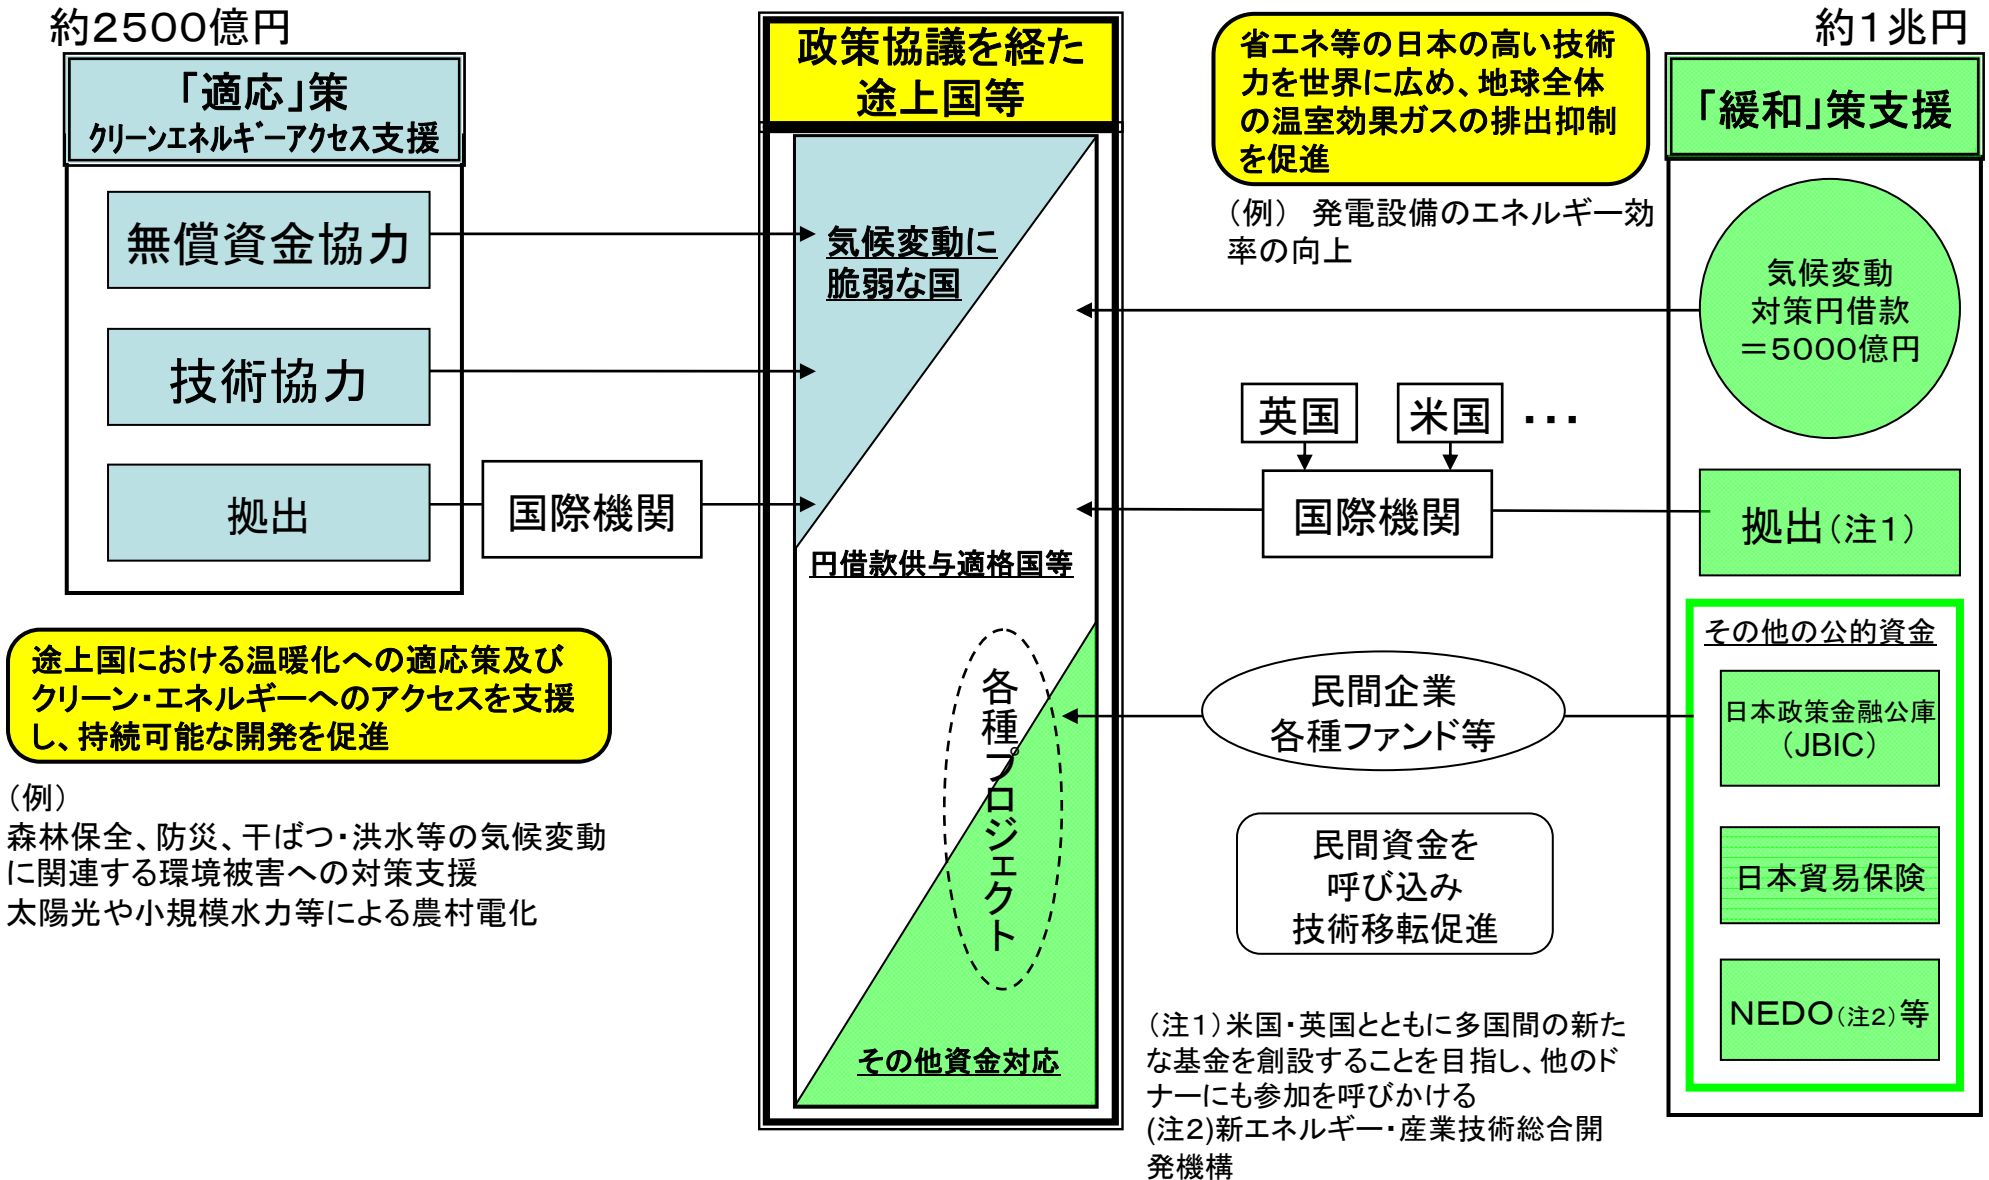 約2500億円
「適応」策
クリーンエネルギーアクセス支援
無償資金協力
技術協力
拠出
国際機関
途上国における温暖化への適応策及び
クリーン・エネルギーへのアクセスを支援
し、持続可能な開発を促進
（例）
森林保全、防災、干ばつ・洪水等の気候変動
に関連する環境被害への対策支援
太陽光や小規模水力等による農村電化
政策協議を経た
途上国等
気候変動に
脆弱な国
円借款供与適格国等
各種プロジェクト
その他資金対応
省エネ等の日本の高い技術
力を世界に広め、地球全体
の温室効果ガスの排出抑制
を促進
（例） 発電設備のエネルギー効
率の向上
英国
米国
・・・
国際機関
民間企業
各種ファンド等
民間資金を
呼び込み
技術移転促進
（注1）米国・英国とともに多国間の新た
な基金を創設することを目指し、他のド
ナーにも参加を呼びかける
(注2)新エネルギー・産業技術総合開
発機構
約1兆円
「緩和」策支援
気候変動
対策円借款
＝5000億円
拠出（注1）
その他の公的資金
日本政策金融公庫
（JBIC）
日本貿易保険
NEDO（注2）等